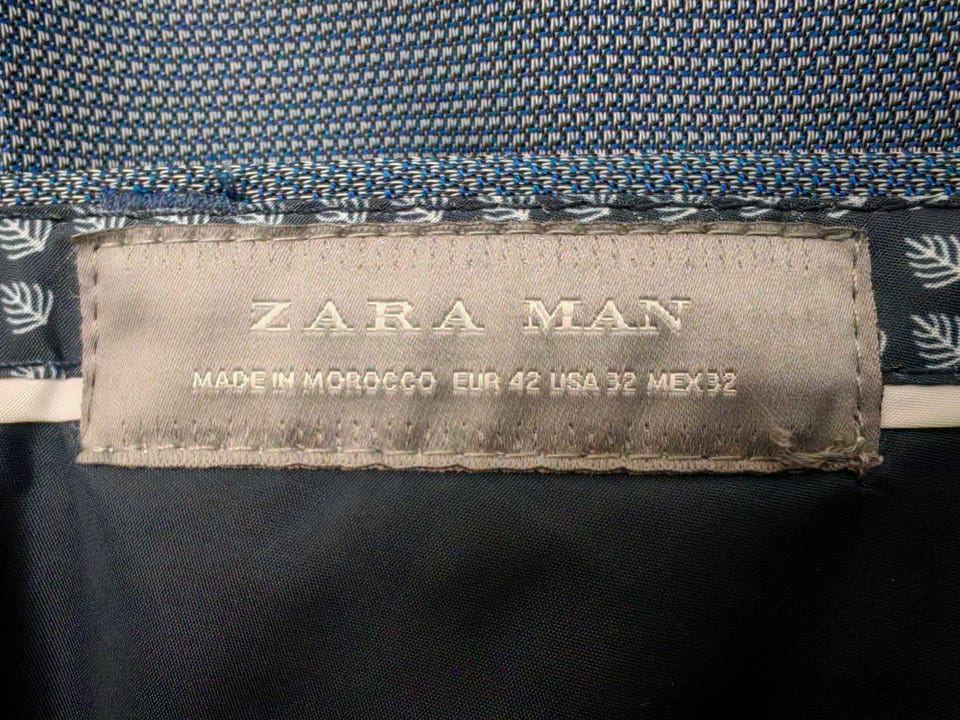 ZARA MAN
MADE IN MOROCCO EUR 42 USA 32 MEX 32